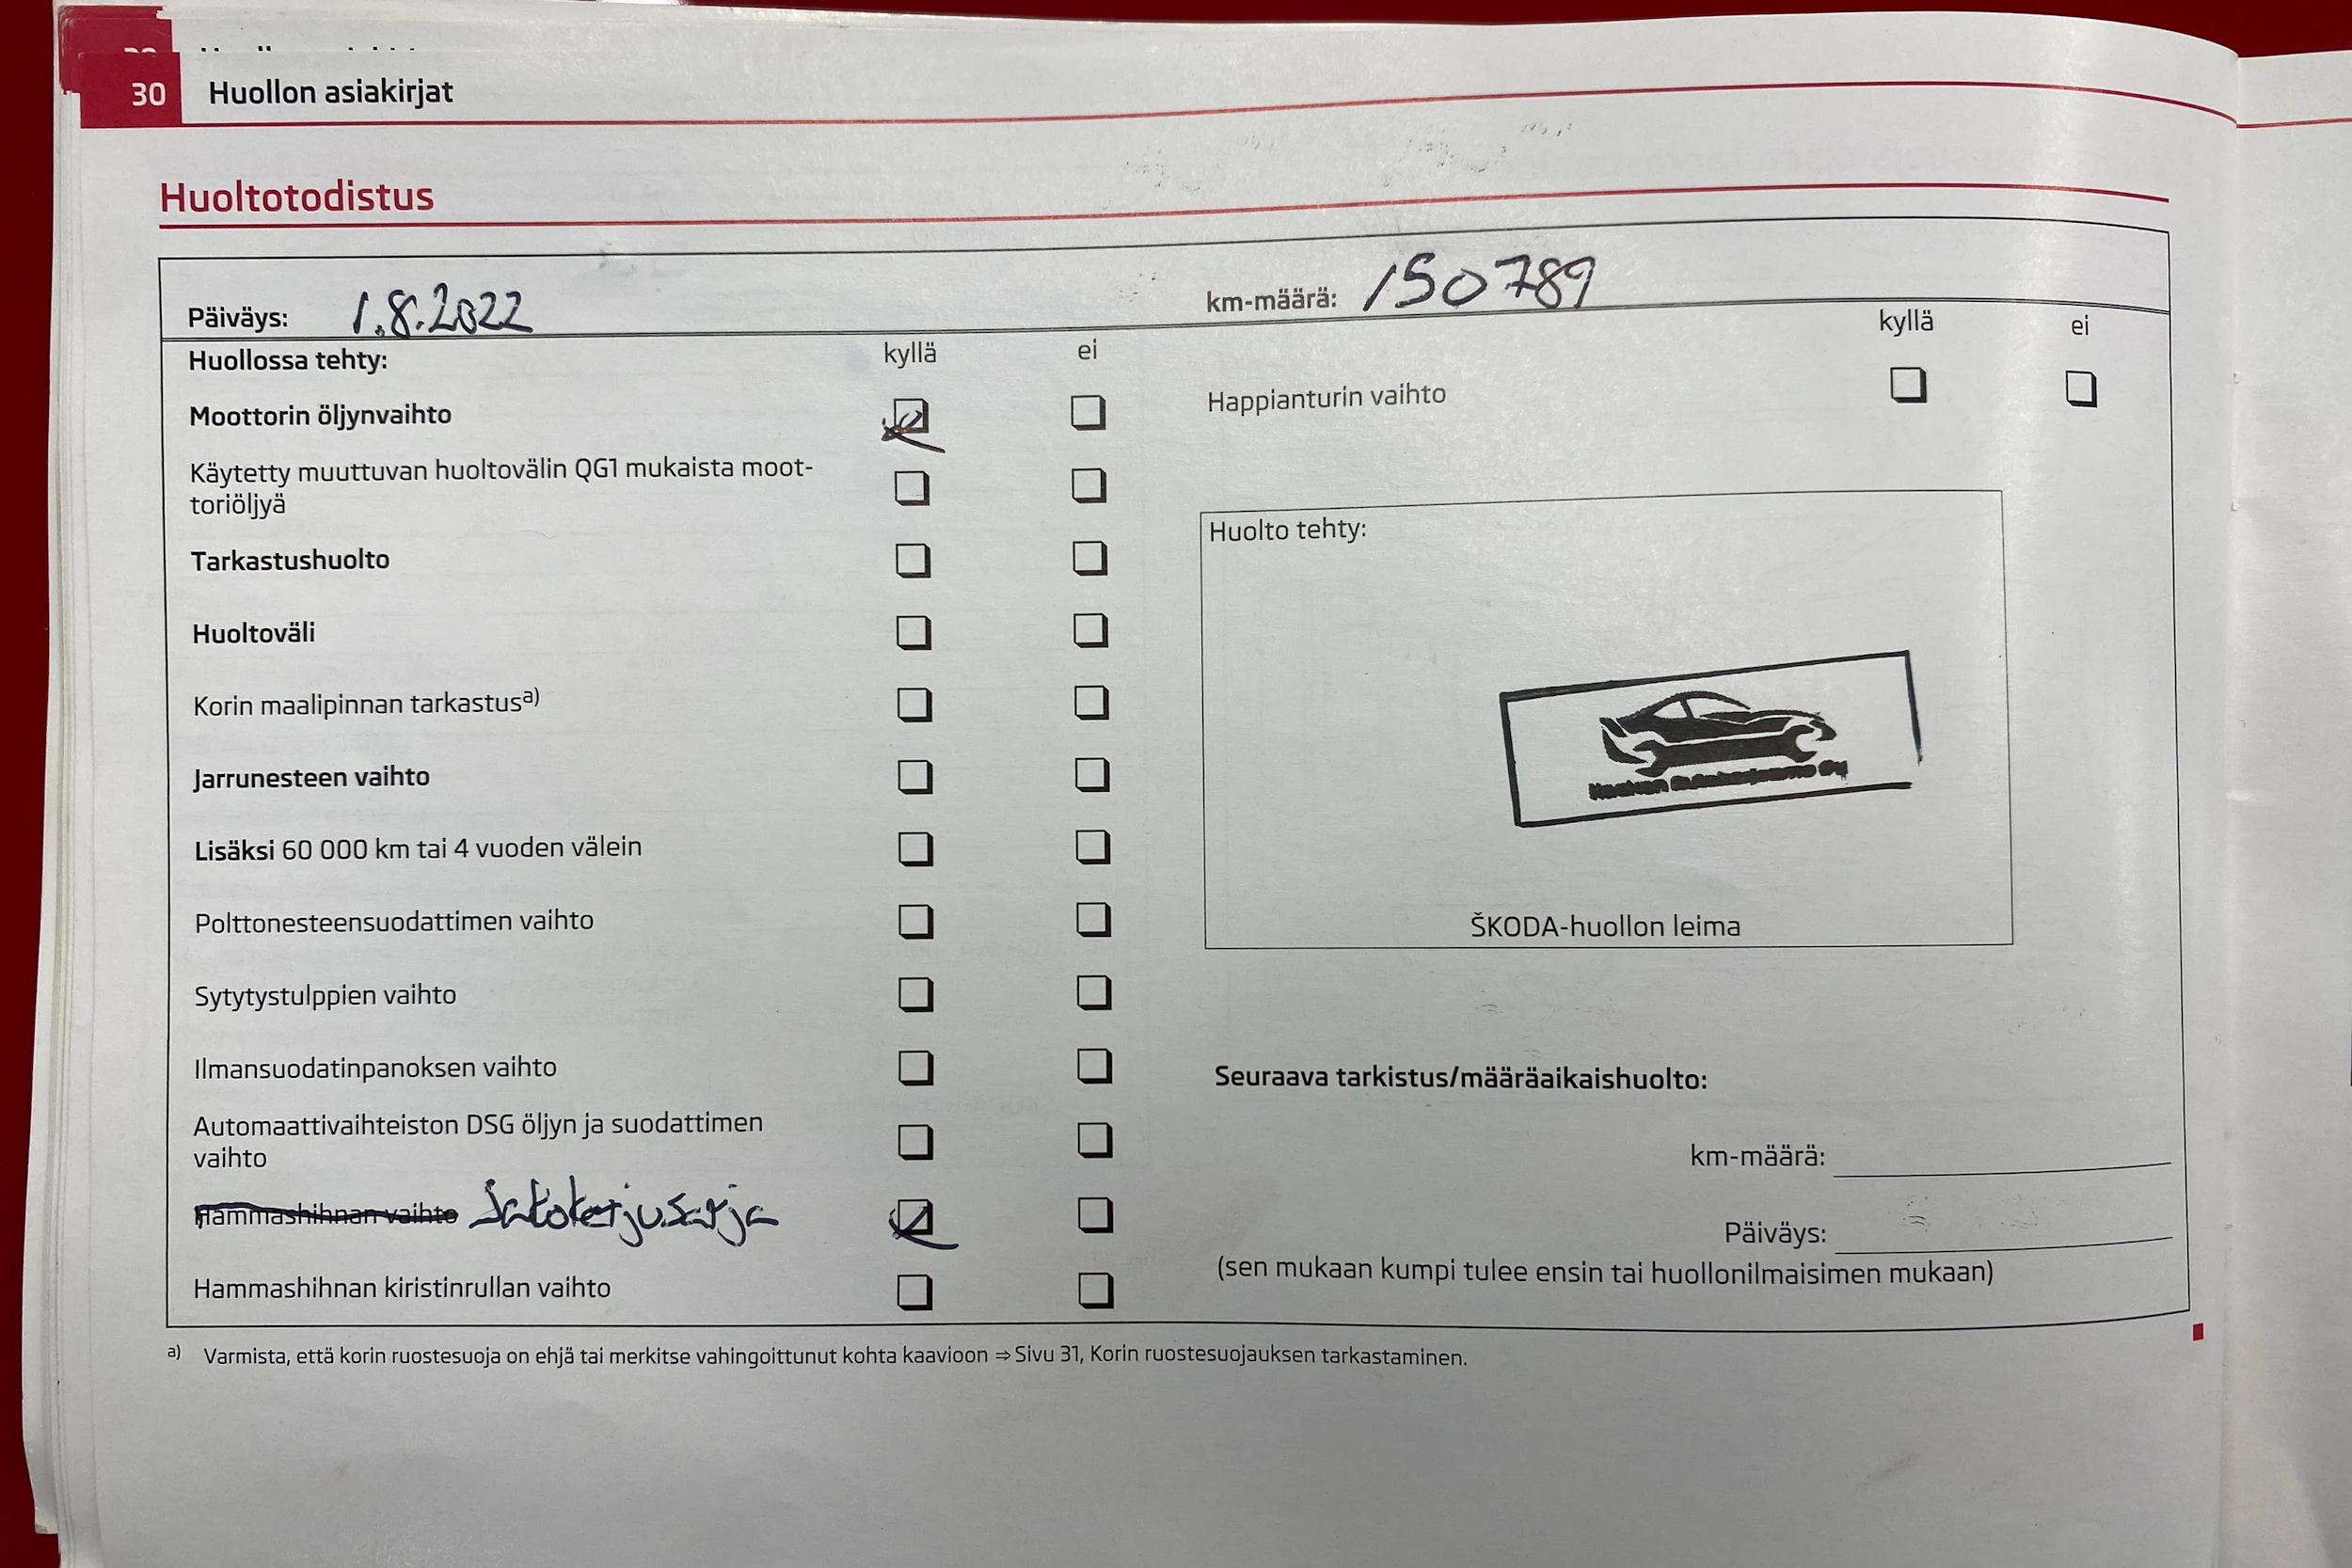 30 Huollon asiakirjat
Huoltotodistus
Päiväys: 1.8.2022
km-määrä: 150789
Huollossa tehty: kyllä ei
Moottorin öljynvaihto
Käytetty muuttuvan huoltovälin QG1 mukaista moot-
toriöljyä
Tarkastushuolto
Huoltoväli
Korin maalipinnan tarkastusa)
Jarrunesteen vaihto
Lisäksi 60 000 km tai 4 vuoden välein
Polttonesteensuodattimen vaihto
Sytytystulppien vaihto
Ilmansuodatinpanoksen vaihto
Automaattivaihteiston DSG öljyn ja suodattimen
vaihto
Hammashihnan vaihto Jakoketjusarja
Hammashihnan kiristinrullan vaihto
kyllä ei
Happianturin vaihto
Huolto tehty:
ŠKODA-huollon leima
Seuraava tarkistus/määräaikaishuolto:
km-määrä:
Päiväys:
(sen mukaan kumpi tulee ensin tai huollonilmaisimen mukaan)
a) Varmista, että korin ruostesuoja on ehjä tai merkitse vahingoittunut kohta kaavioon ⇒ Sivu 31, Korin ruostesuojauksen tarkastaminen.